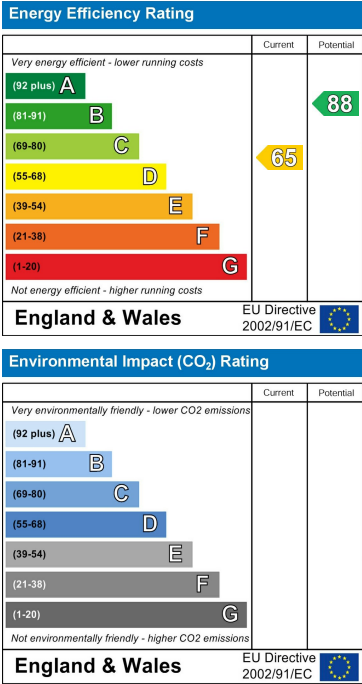 Energy Efficiency Rating
Current Potential
Very energy efficient - lower running costs
(92 plus) A
(81-91) B
(69-80) C
(55-68) D
(39-54) E
(21-38) F
(1-20) G
65
88
Not energy efficient - higher running costs
England & Wales
EU Directive
2002/91/EC
Environmental Impact (CO₂) Rating
Current Potential
Very environmentally friendly - lower CO2 emissions
(92 plus) A
(81-91) B
(69-80) C
(55-68) D
(39-54) E
(21-38) F
(1-20) G
Not environmentally friendly - higher CO2 emissions
England & Wales
EU Directive
2002/91/EC